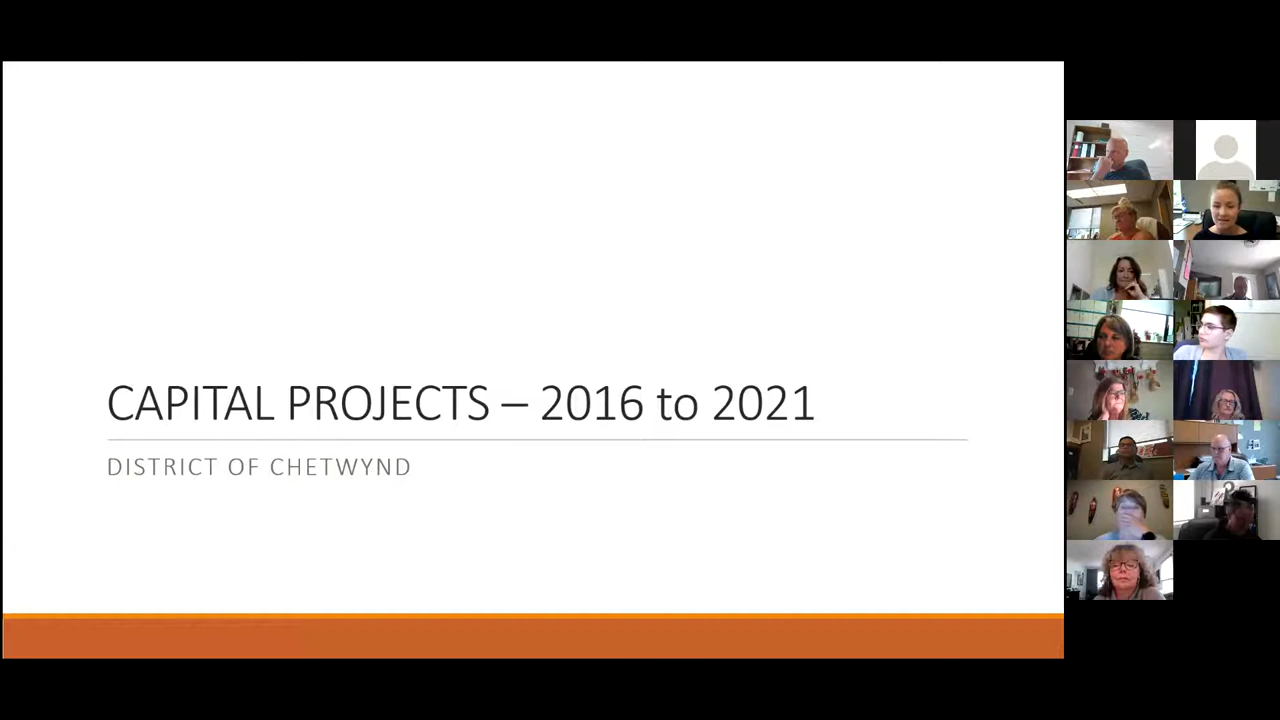 CAPITAL PROJECTS – 2016 to 2021
DISTRICT OF CHETWYND